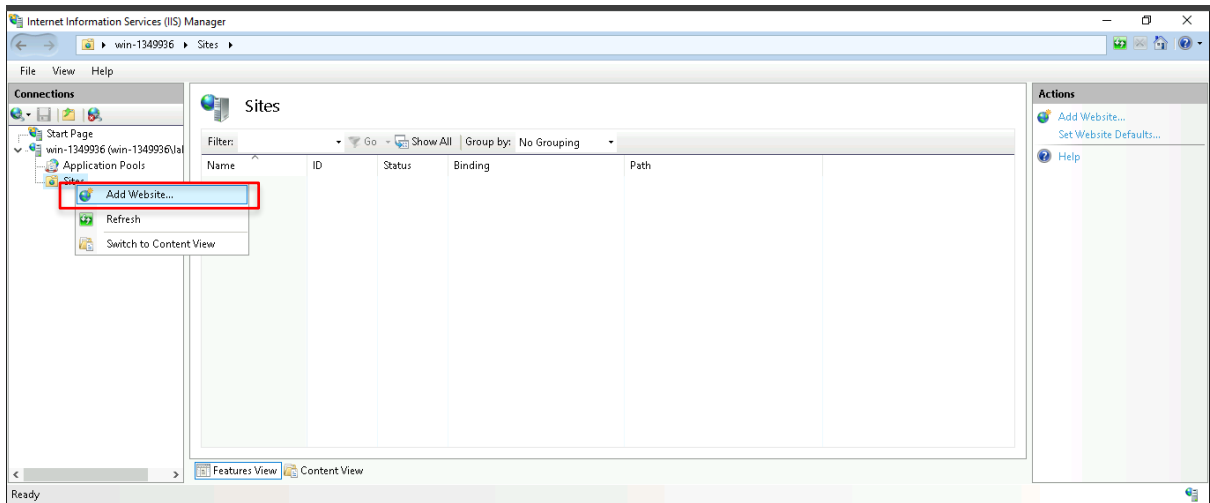 Internet Information Services (IIS) Manager
win-1349936 Sites
File View Help
Connections
Start Page
win-1349936 (win-1349936\lal
Application Pools
Sites
Add Website...
Refresh
Switch to Content View
Sites
Filter: Go Show All Group by: No Grouping
Name ID Status Binding Path
Features View Content View
Actions
Add Website...
Set Website Defaults...
Help
Ready